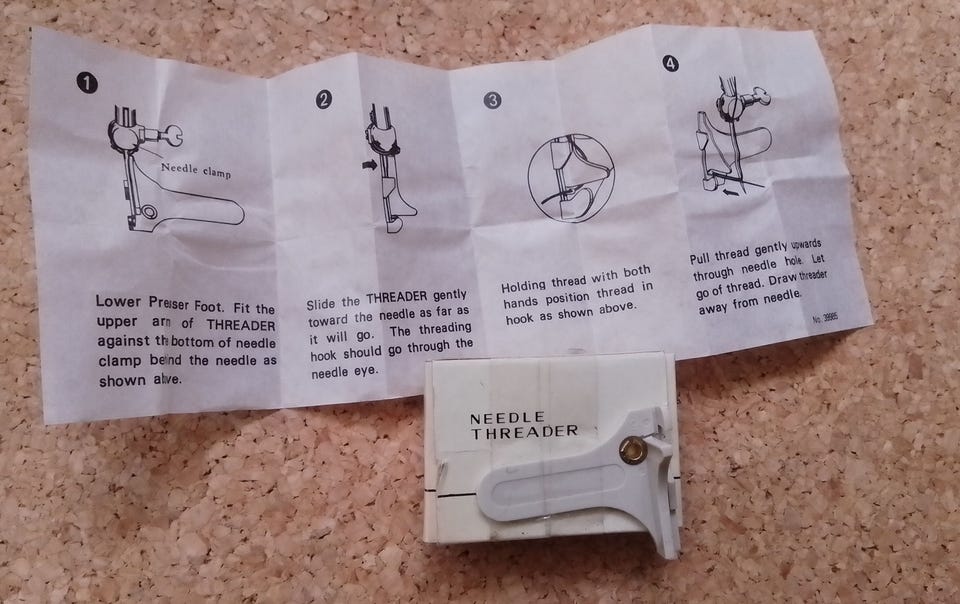 1
Needle clamp
Lower Presser Foot. Fit the
upper arm of THREADER
against the bottom of needle
clamp behind the needle as
shown above.
2
Slide the THREADER gently
toward the needle as far as
it will go. The threading
hook should go through the
needle eye.
3
Holding thread with both
hands position thread in
hook as shown above.
4
Pull thread gently upwards
through needle hole. Let
go of thread. Draw threader
away from needle.
No. 39985
NEEDLE
THREADER